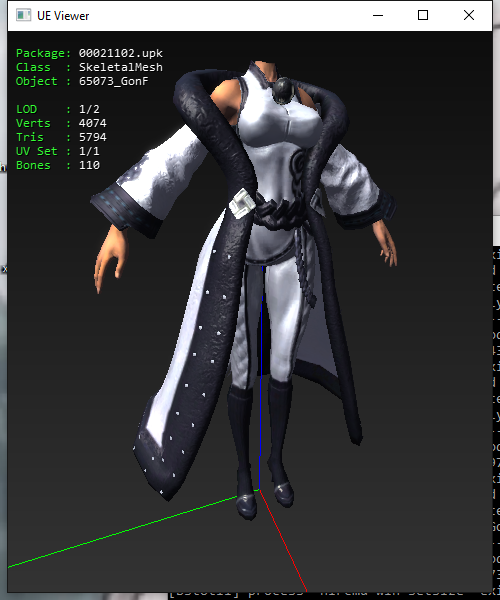 UE Viewer
Package: 00021102.upk
Class : SkeletalMesh
Object : 65073_GonF
LOD : 1/2
Verts : 4074
Tris : 5794
UV Set : 1/1
Bones : 110